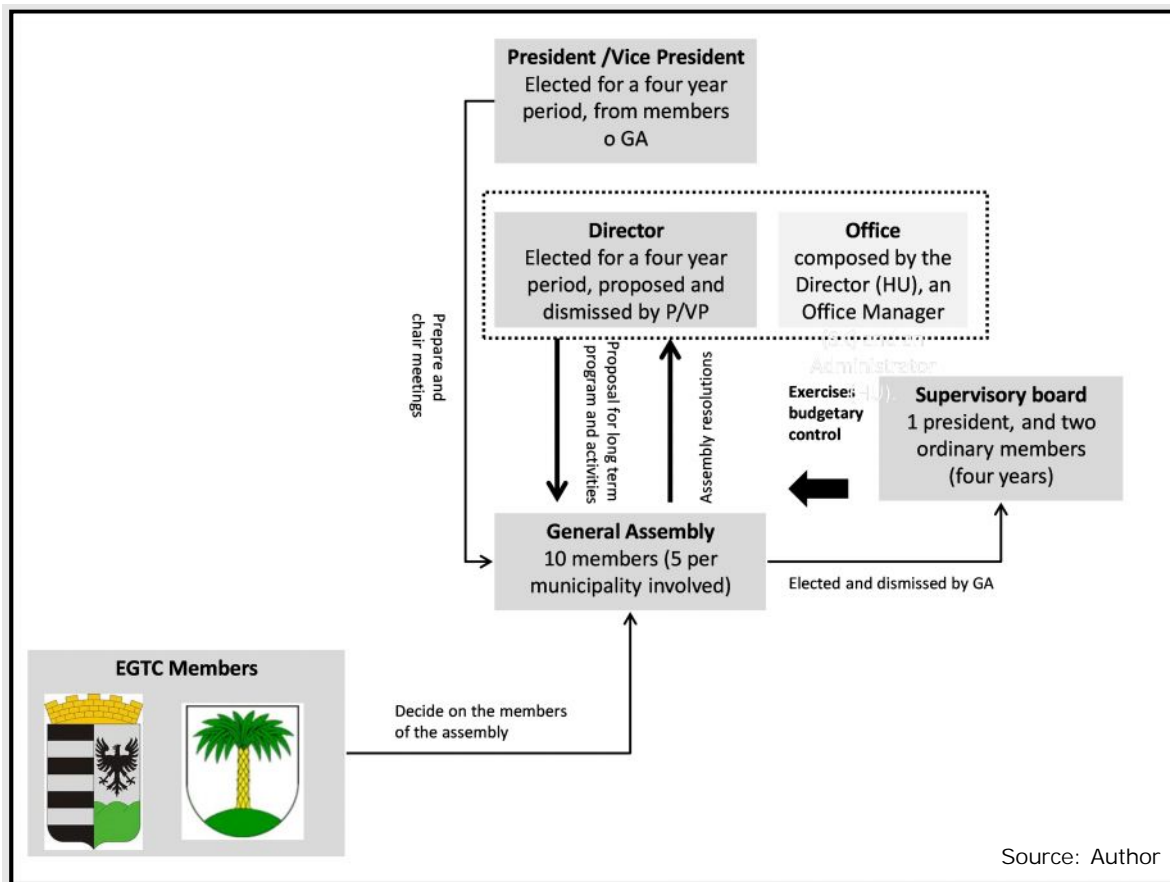 President /Vice President
Elected for a four year
period, from members
o GA
Director
Elected for a four year
period, proposed and
dismissed by P/VP
Office
composed by the
Director (HU), an
Office Manager
and an
Administrator
(HU).
Prepare and
chair meetings
Proposal for long term
program and activities
Assembly resolutions
Exercises
budgetary
control
Supervisory board
1 president, and two
ordinary members
(four years)
General Assembly
10 members (5 per
municipality involved)
Elected and dismissed by GA
EGTC Members
Decide on the members
of the assembly
Source: Author